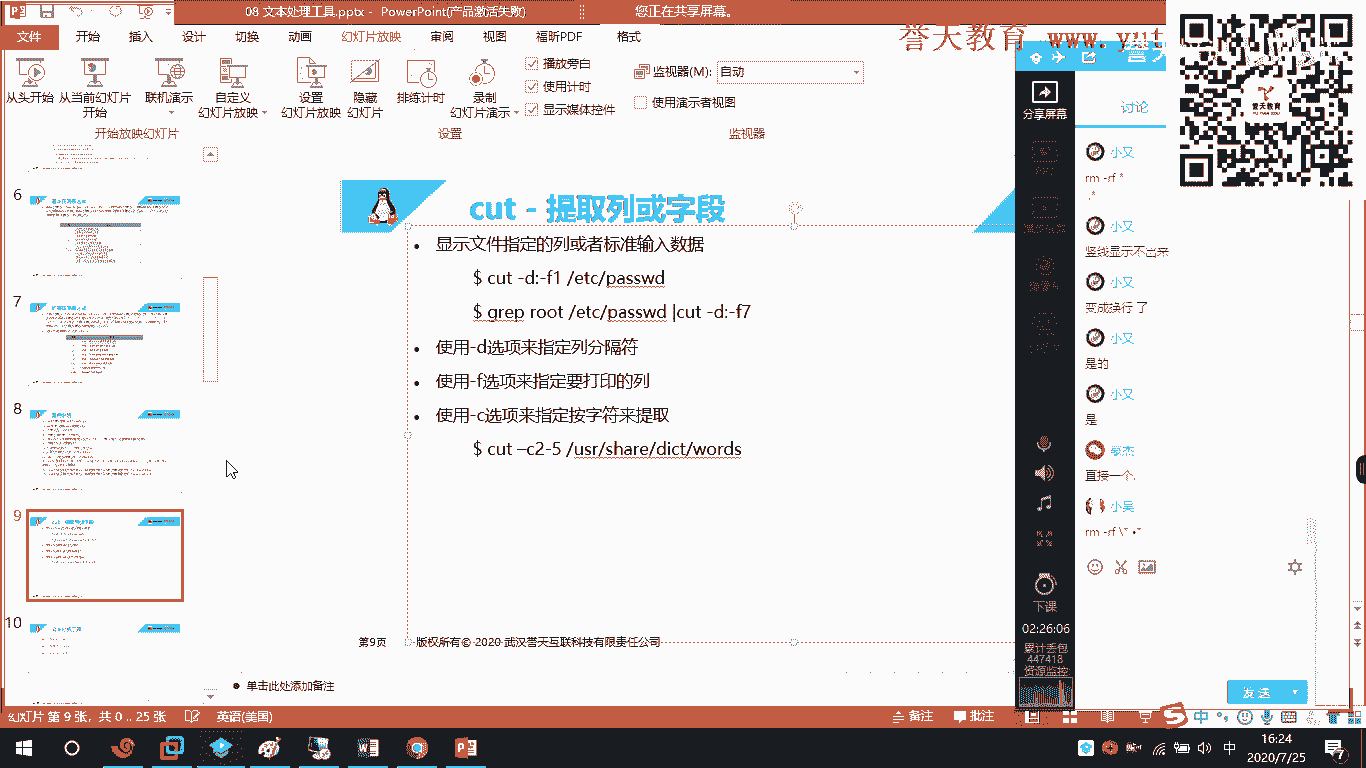 08 文本处理工具.pptx - PowerPoint(产品激活失败)
您正在共享屏幕。
文件 开始 插入 设计 切换 动画 幻灯片放映 审阅 视图 福昕PDF 格式
誉天教育 www.yut
从头开始 从当前幻灯片开始 联机演示 自定义幻灯片放映 设置幻灯片放映 隐藏幻灯片 排练计时 录制幻灯片演示
播放旁白
使用计时
显示媒体控件
监视器(M): 自动
使用演示者视图
开始放映幻灯片 设置 监视器
分享屏幕
讨论
誉天教育
6
7
8
9
10
cut - 提取列或字段
• 显示文件指定的列或者标准输入数据
$ cut -d:-f1 /etc/passwd
$ grep root /etc/passwd |cut -d:-f7
• 使用-d选项来指定列分隔符
• 使用-f选项来指定要打印的列
• 使用-c选项来指定按字符来提取
$ cut –c2-5 /usr/share/dict/words
第9页 版权所有© 2020 武汉誉天互联科技有限责任公司
单击此处添加备注
小又
rm -rf *
.*
小又
竖线显示不出来
小又
变成换行 了
小又
是的
小又
是
直接一个.
小吴
rm -rf \* .*
下课
02:26:06
累计丢包
447418
资源监控
发 送
幻灯片 第 9 张，共 0 .. 25 张 英语(美国)
备注 批注
中
中
16:24
2020/7/25
7